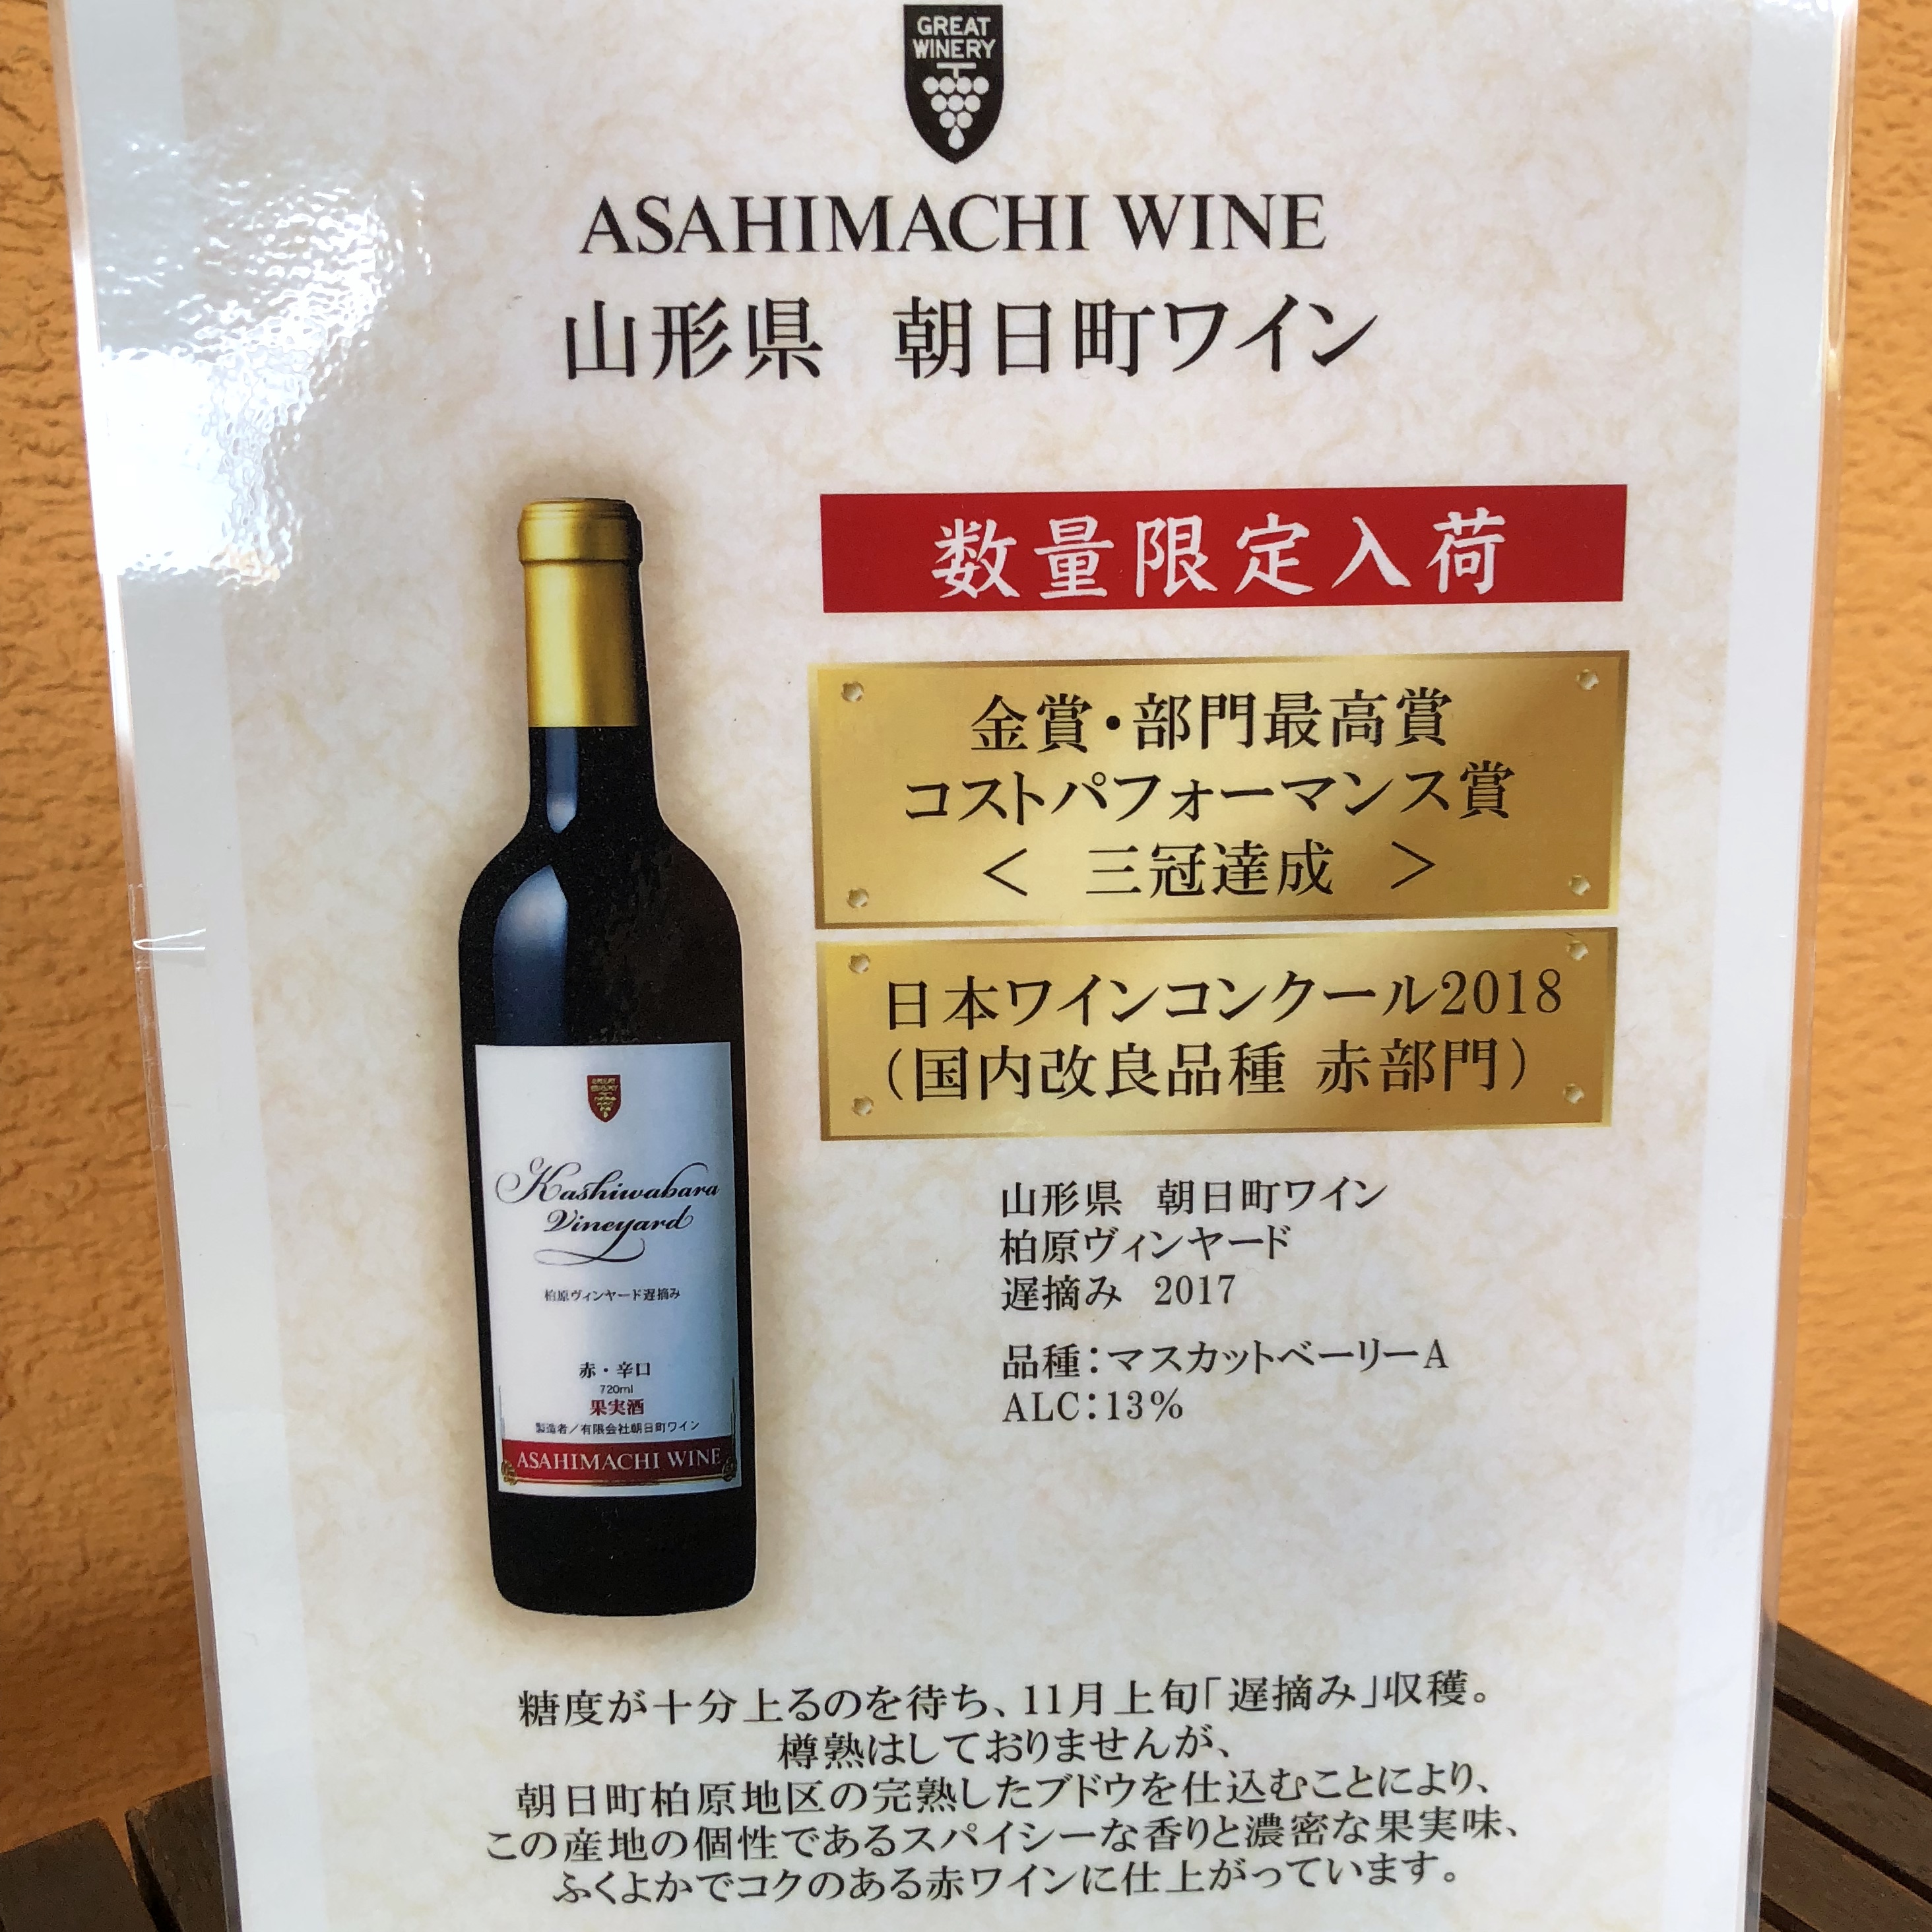 GREAT
WINERY
ASAHIMACHI WINE
山形県 朝日町ワイン
数量限定入荷
金賞・部門最高賞
コストパフォーマンス賞
＜ 三冠達成 ＞
日本ワインコンクール2018
（国内改良品種 赤部門）
山形県 朝日町ワイン
柏原ヴィンヤード
遅摘み 2017
品種：マスカットベーリーA
ALC：13%
GREAT
WINERY
Kashiwabara
Vineyard
柏原ヴィンヤード遅摘み
赤・辛口
720ml
果実酒
製造者／有限会社朝日町ワイン
ASAHIMACHI WINE
糖度が十分上るのを待ち、11月上旬「遅摘み」収穫。
樽熟はしておりませんが、
朝日町柏原地区の完熟したブドウを仕込むことにより、
この産地の個性であるスパイシーな香りと濃密な果実味、
ふくよかでコクのある赤ワインに仕上がっています。